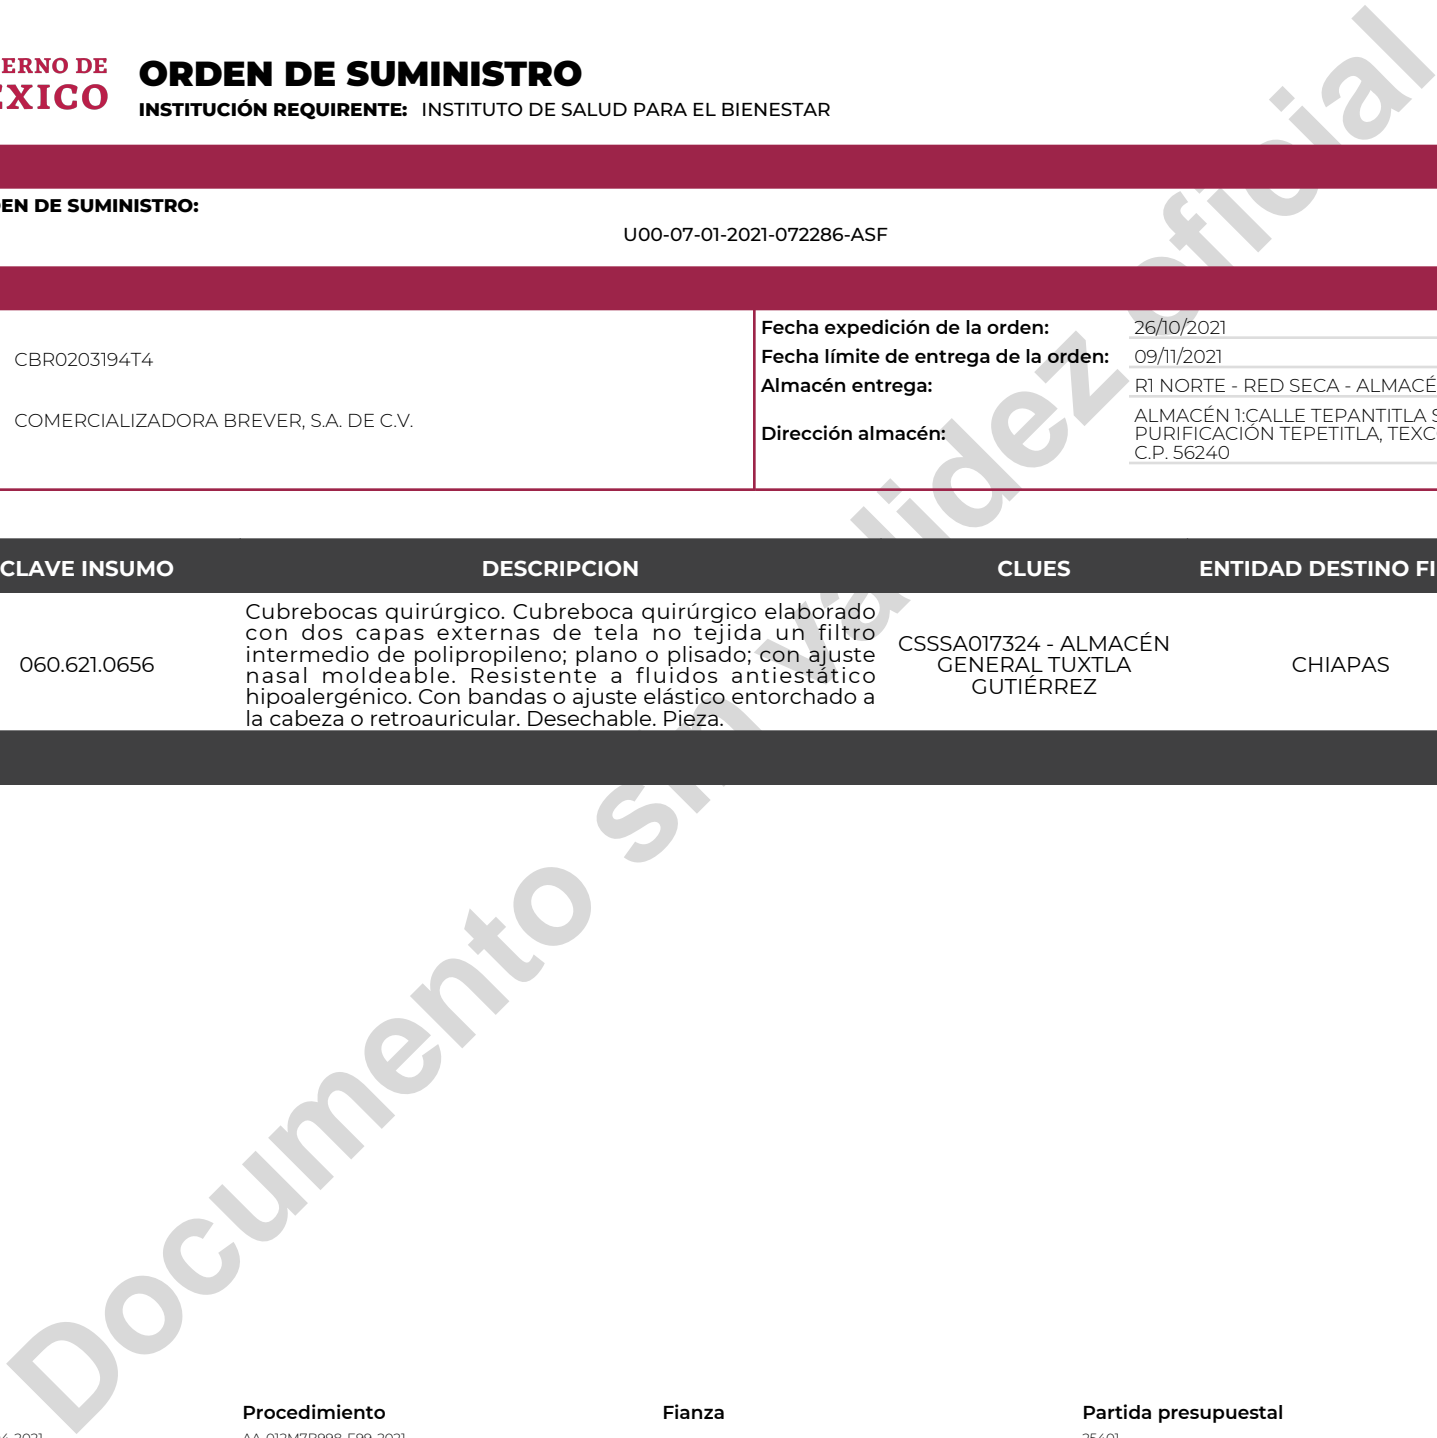 ERNO DE
EXICO
ORDEN DE SUMINISTRO
INSTITUCIÓN REQUIRENTE: INSTITUTO DE SALUD PARA EL BIENESTAR
EN DE SUMINISTRO:
U00-07-01-2021-072286-ASF
CBR0203194T4
COMERCIALIZADORA BREVER, S.A. DE C.V.
Fecha expedición de la orden: 26/10/2021
Fecha límite de entrega de la orden: 09/11/2021
Almacén entrega: R1 NORTE - RED SECA - ALMACÉ
Dirección almacén: ALMACÉN 1:CALLE TEPANTITLA S
PURIFICACIÓN TEPETITLA, TEXC
C.P. 56240
CLAVE INSUMO DESCRIPCION CLUES ENTIDAD DESTINO FI
060.621.0656
Cubrebocas quirúrgico. Cubreboca quirúrgico elaborado
con dos capas externas de tela no tejida un filtro
intermedio de polipropileno; plano o plisado; con ajuste
nasal moldeable. Resistente a fluidos antiestático
hipoalergénico. Con bandas o ajuste elástico entorchado a
la cabeza o retroauricular. Desechable. Pieza.
CSSSA017324 - ALMACÉN
GENERAL TUXTLA
GUTIÉRREZ
CHIAPAS
Documento sin validez oficial
Procedimiento Fianza Partida presupuestal